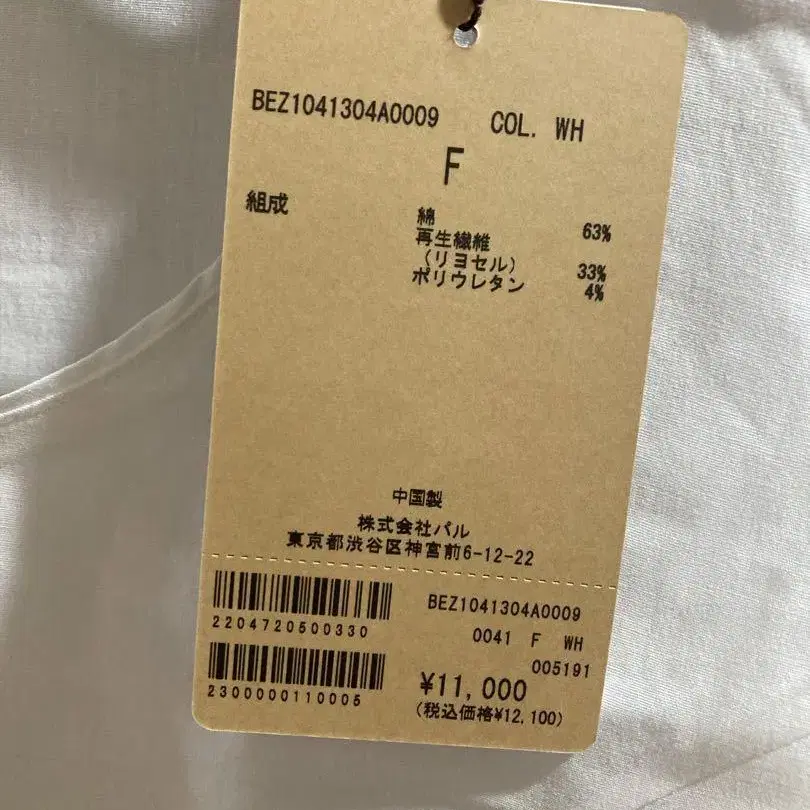 BEZ1041304A0009 COL. WH
F
組成
綿 63%
再生繊維
(リヨセル) 33%
ポリウレタン 4%
中国製
株式会社パル
東京都渋谷区神宮前6-12-22
2204720500330
2300000110005
BEZ1041304A0009
0041 F WH
005191
¥11,000
(税込価格¥12,100)